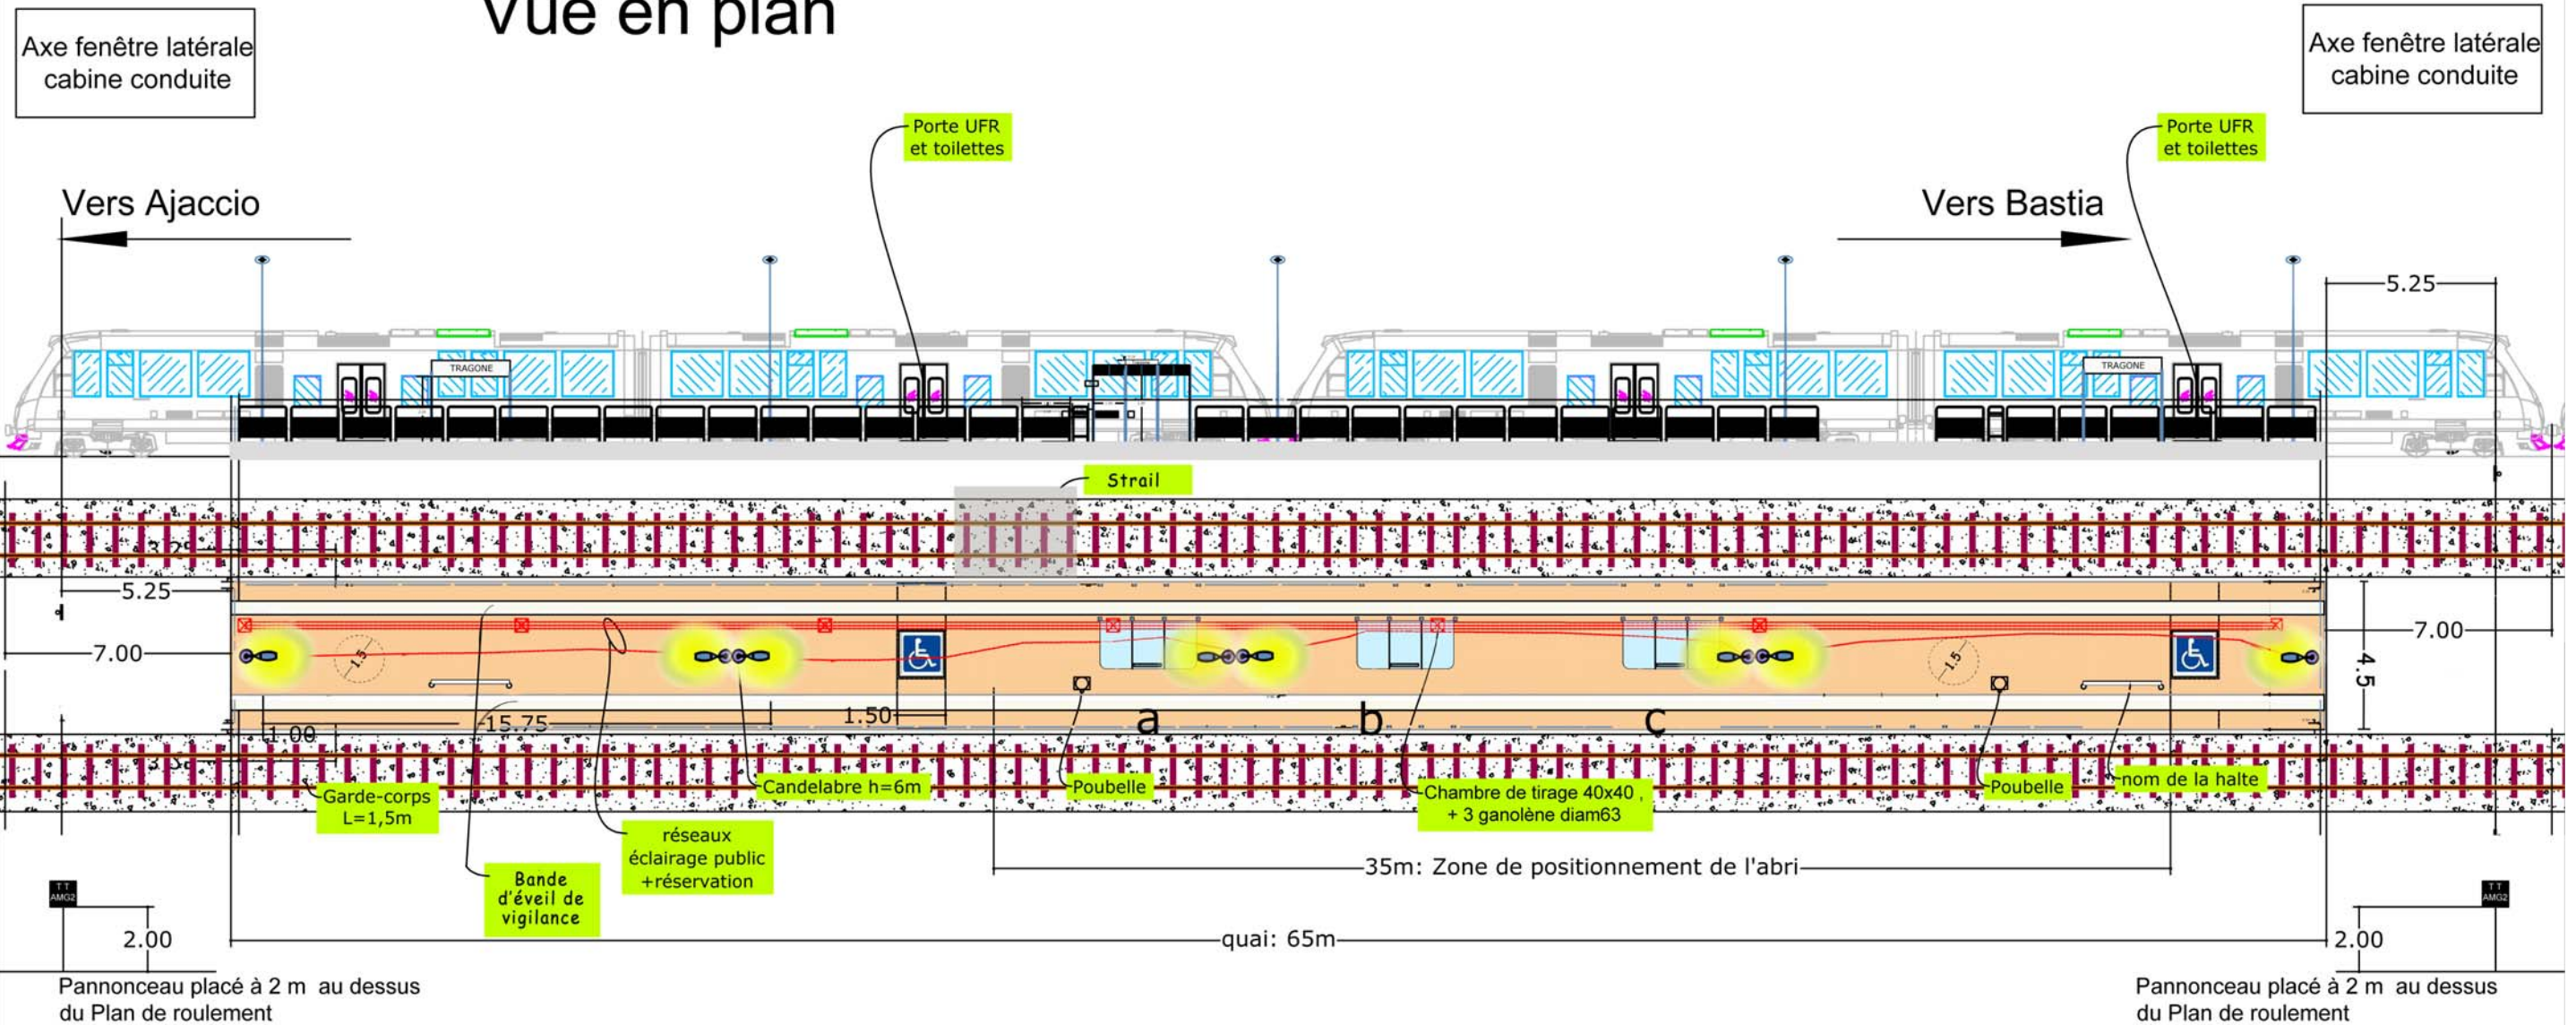 Vue en plan
Axe fenêtre latérale
cabine conduite
Axe fenêtre latérale
cabine conduite
Porte UFR
et toilettes
Porte UFR
et toilettes
Vers Ajaccio
Vers Bastia
5.25
TRAGONE
TRAGONE
Strail
5.25
7.00
1.5
1.5
7.00
4.5
15.75
1.50
1.00
a
b
c
Garde-corps
L=1,5m
Candelabre h=6m
Poubelle
Chambre de tirage 40x40 ,
+ 3 ganolène diam63
Poubelle
nom de la halte
réseaux
éclairage public
+réservation
Bande
d'éveil de
vigilance
35m: Zone de positionnement de l'abri
T T
AMG2
T T
AMG2
2.00
quai: 65m
2.00
Pannonceau placé à 2 m au dessus
du Plan de roulement
Pannonceau placé à 2 m au dessus
du Plan de roulement